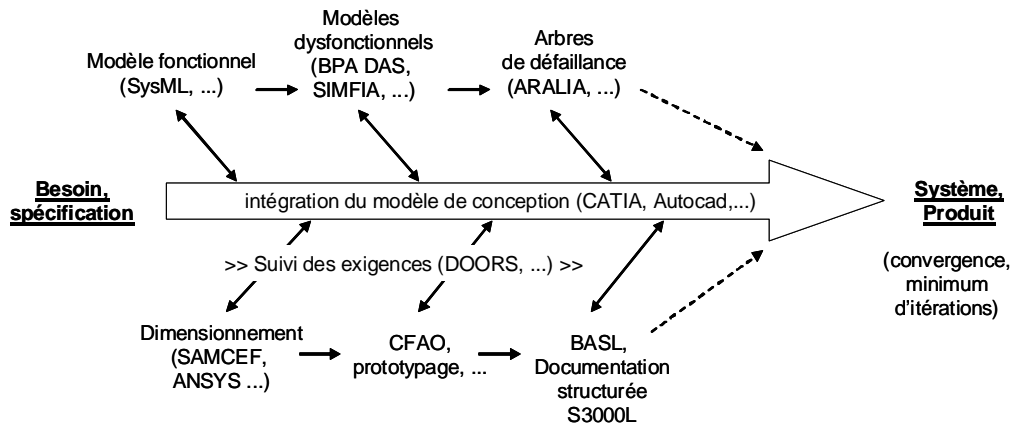 Modèle fonctionnel
(SysML, ...)
Modèles
dysfonctionnels
(BPA DAS,
SIMFIA, ...)
Arbres
de défaillance
(ARALIA, ...)
Besoin,
spécification
intégration du modèle de conception (CATIA, Autocad,...)
Système,
Produit
(convergence,
minimum
d'itérations)
>> Suivi des exigences (DOORS, ...) >>
Dimensionnement
(SAMCEF,
ANSYS ...)
CFAO,
prototypage, ...
BASL,
Documentation
structurée
S3000L